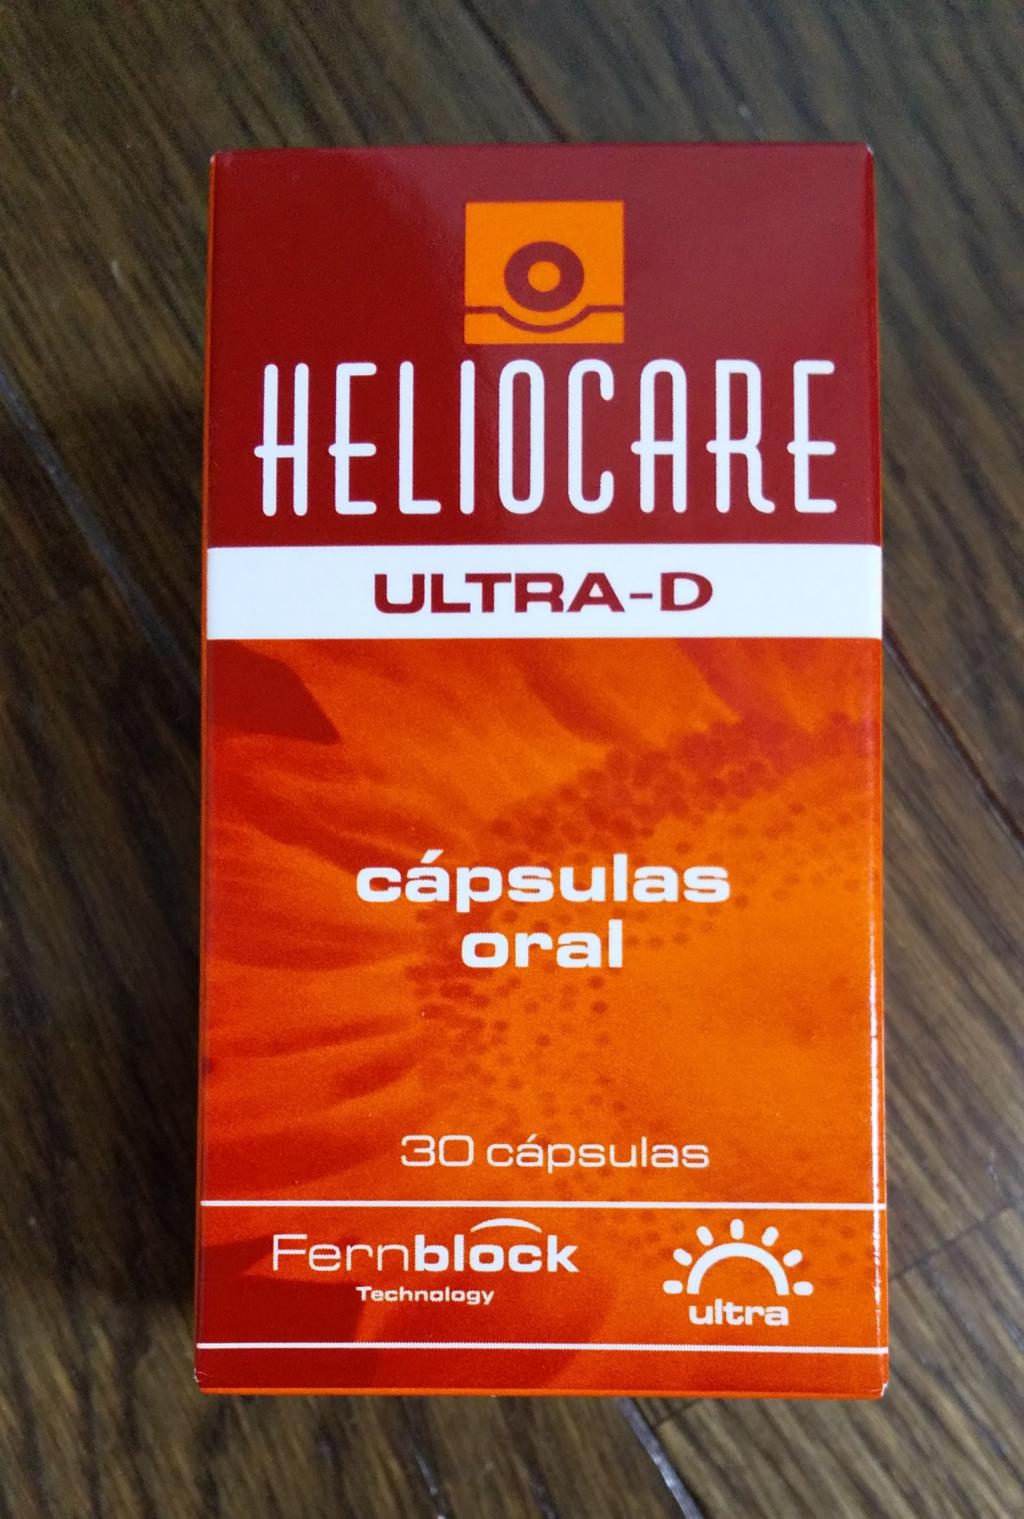 HELIOCARE
ULTRA-D
cápsulas
oral
30 cápsulas
Fernblock
Technology
ultra